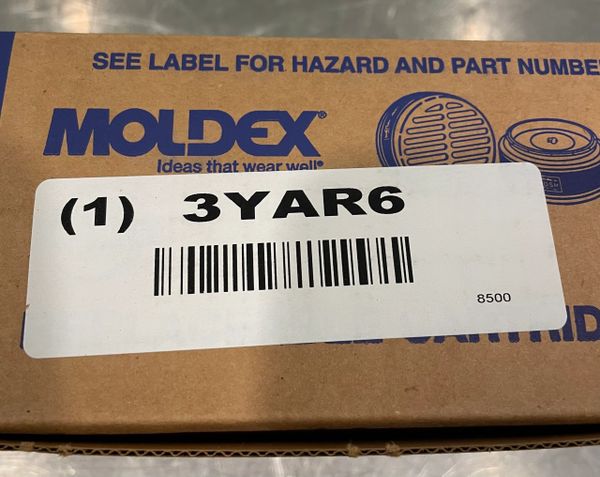 SEE LABEL FOR HAZARD AND PART NUMBE
MOLDEX®
Ideas that wear well®
(1) 3YAR6
8500